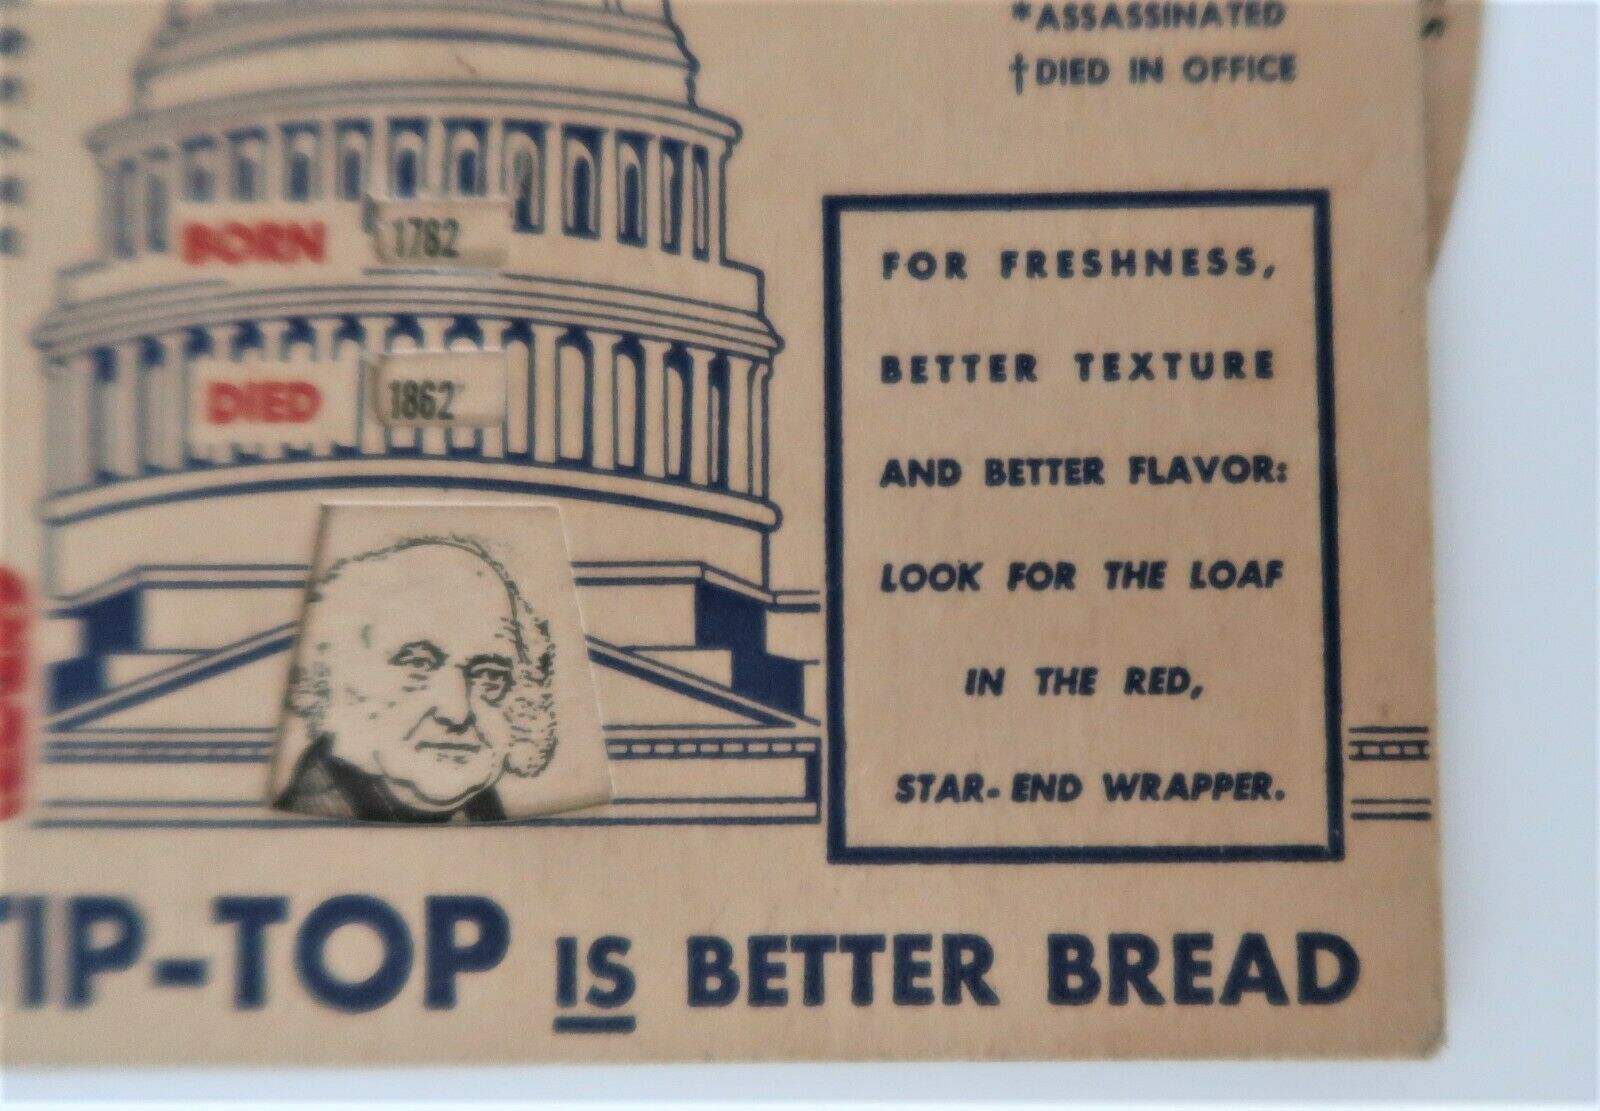 *ASSASSINATED
†DIED IN OFFICE
BORN 1782
DIED 1862
FOR FRESHNESS,
BETTER TEXTURE
AND BETTER FLAVOR:
LOOK FOR THE LOAF
IN THE RED,
STAR-END WRAPPER.
TIP-TOP IS BETTER BREAD